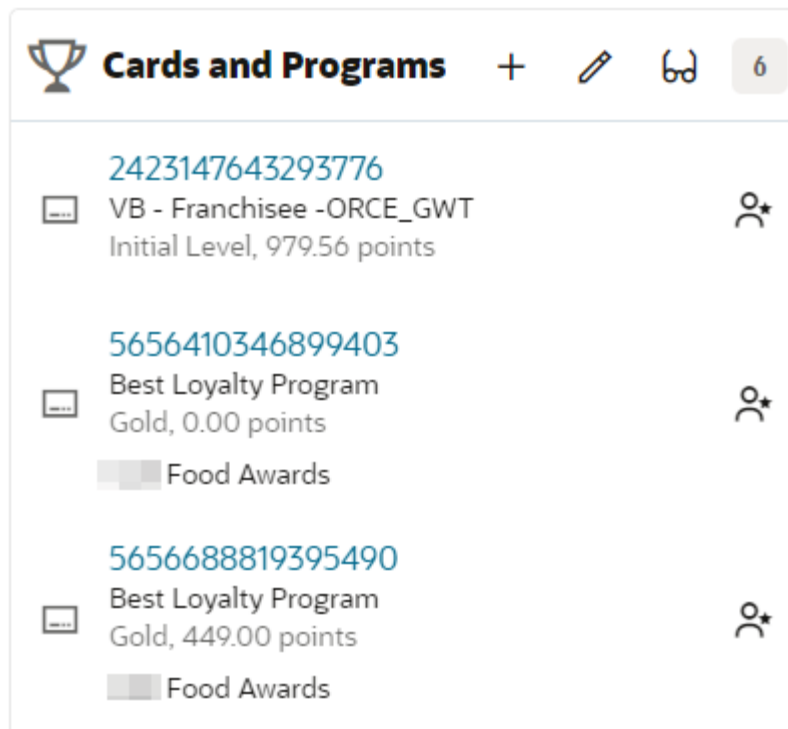 Cards and Programs 6
2423147643293776
VB - Franchisee -ORCE_GWT
Initial Level, 979.56 points
5656410346899403
Best Loyalty Program
Gold, 0.00 points
Food Awards
5656688819395490
Best Loyalty Program
Gold, 449.00 points
Food Awards